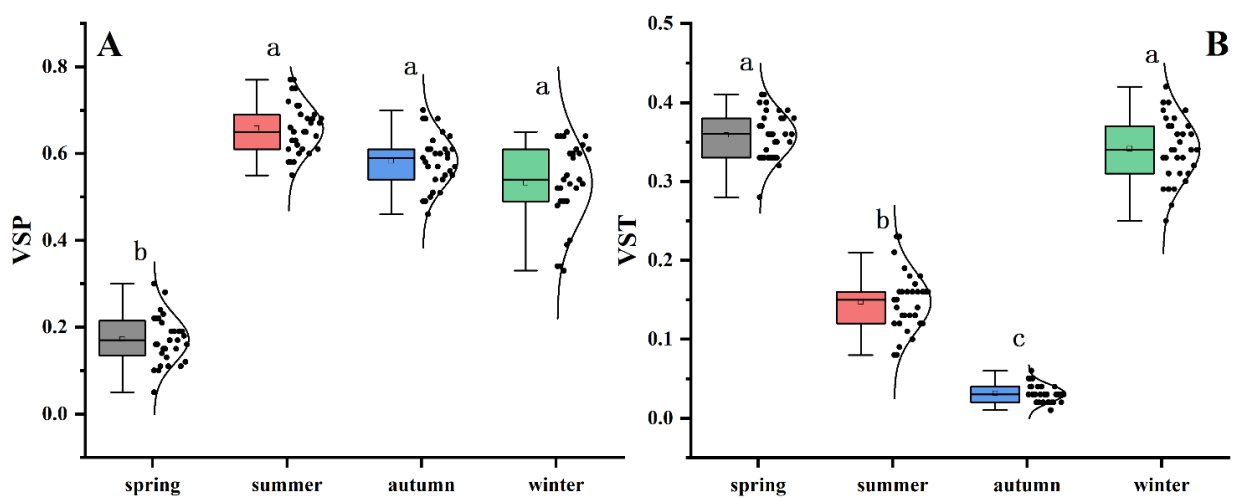 A
VSP
0.8
0.6
0.4
0.2
0.0
b
a
a
a
spring
summer
autumn
winter
B
VST
0.5
0.4
0.3
0.2
0.1
0.0
a
b
c
a
spring
summer
autumn
winter